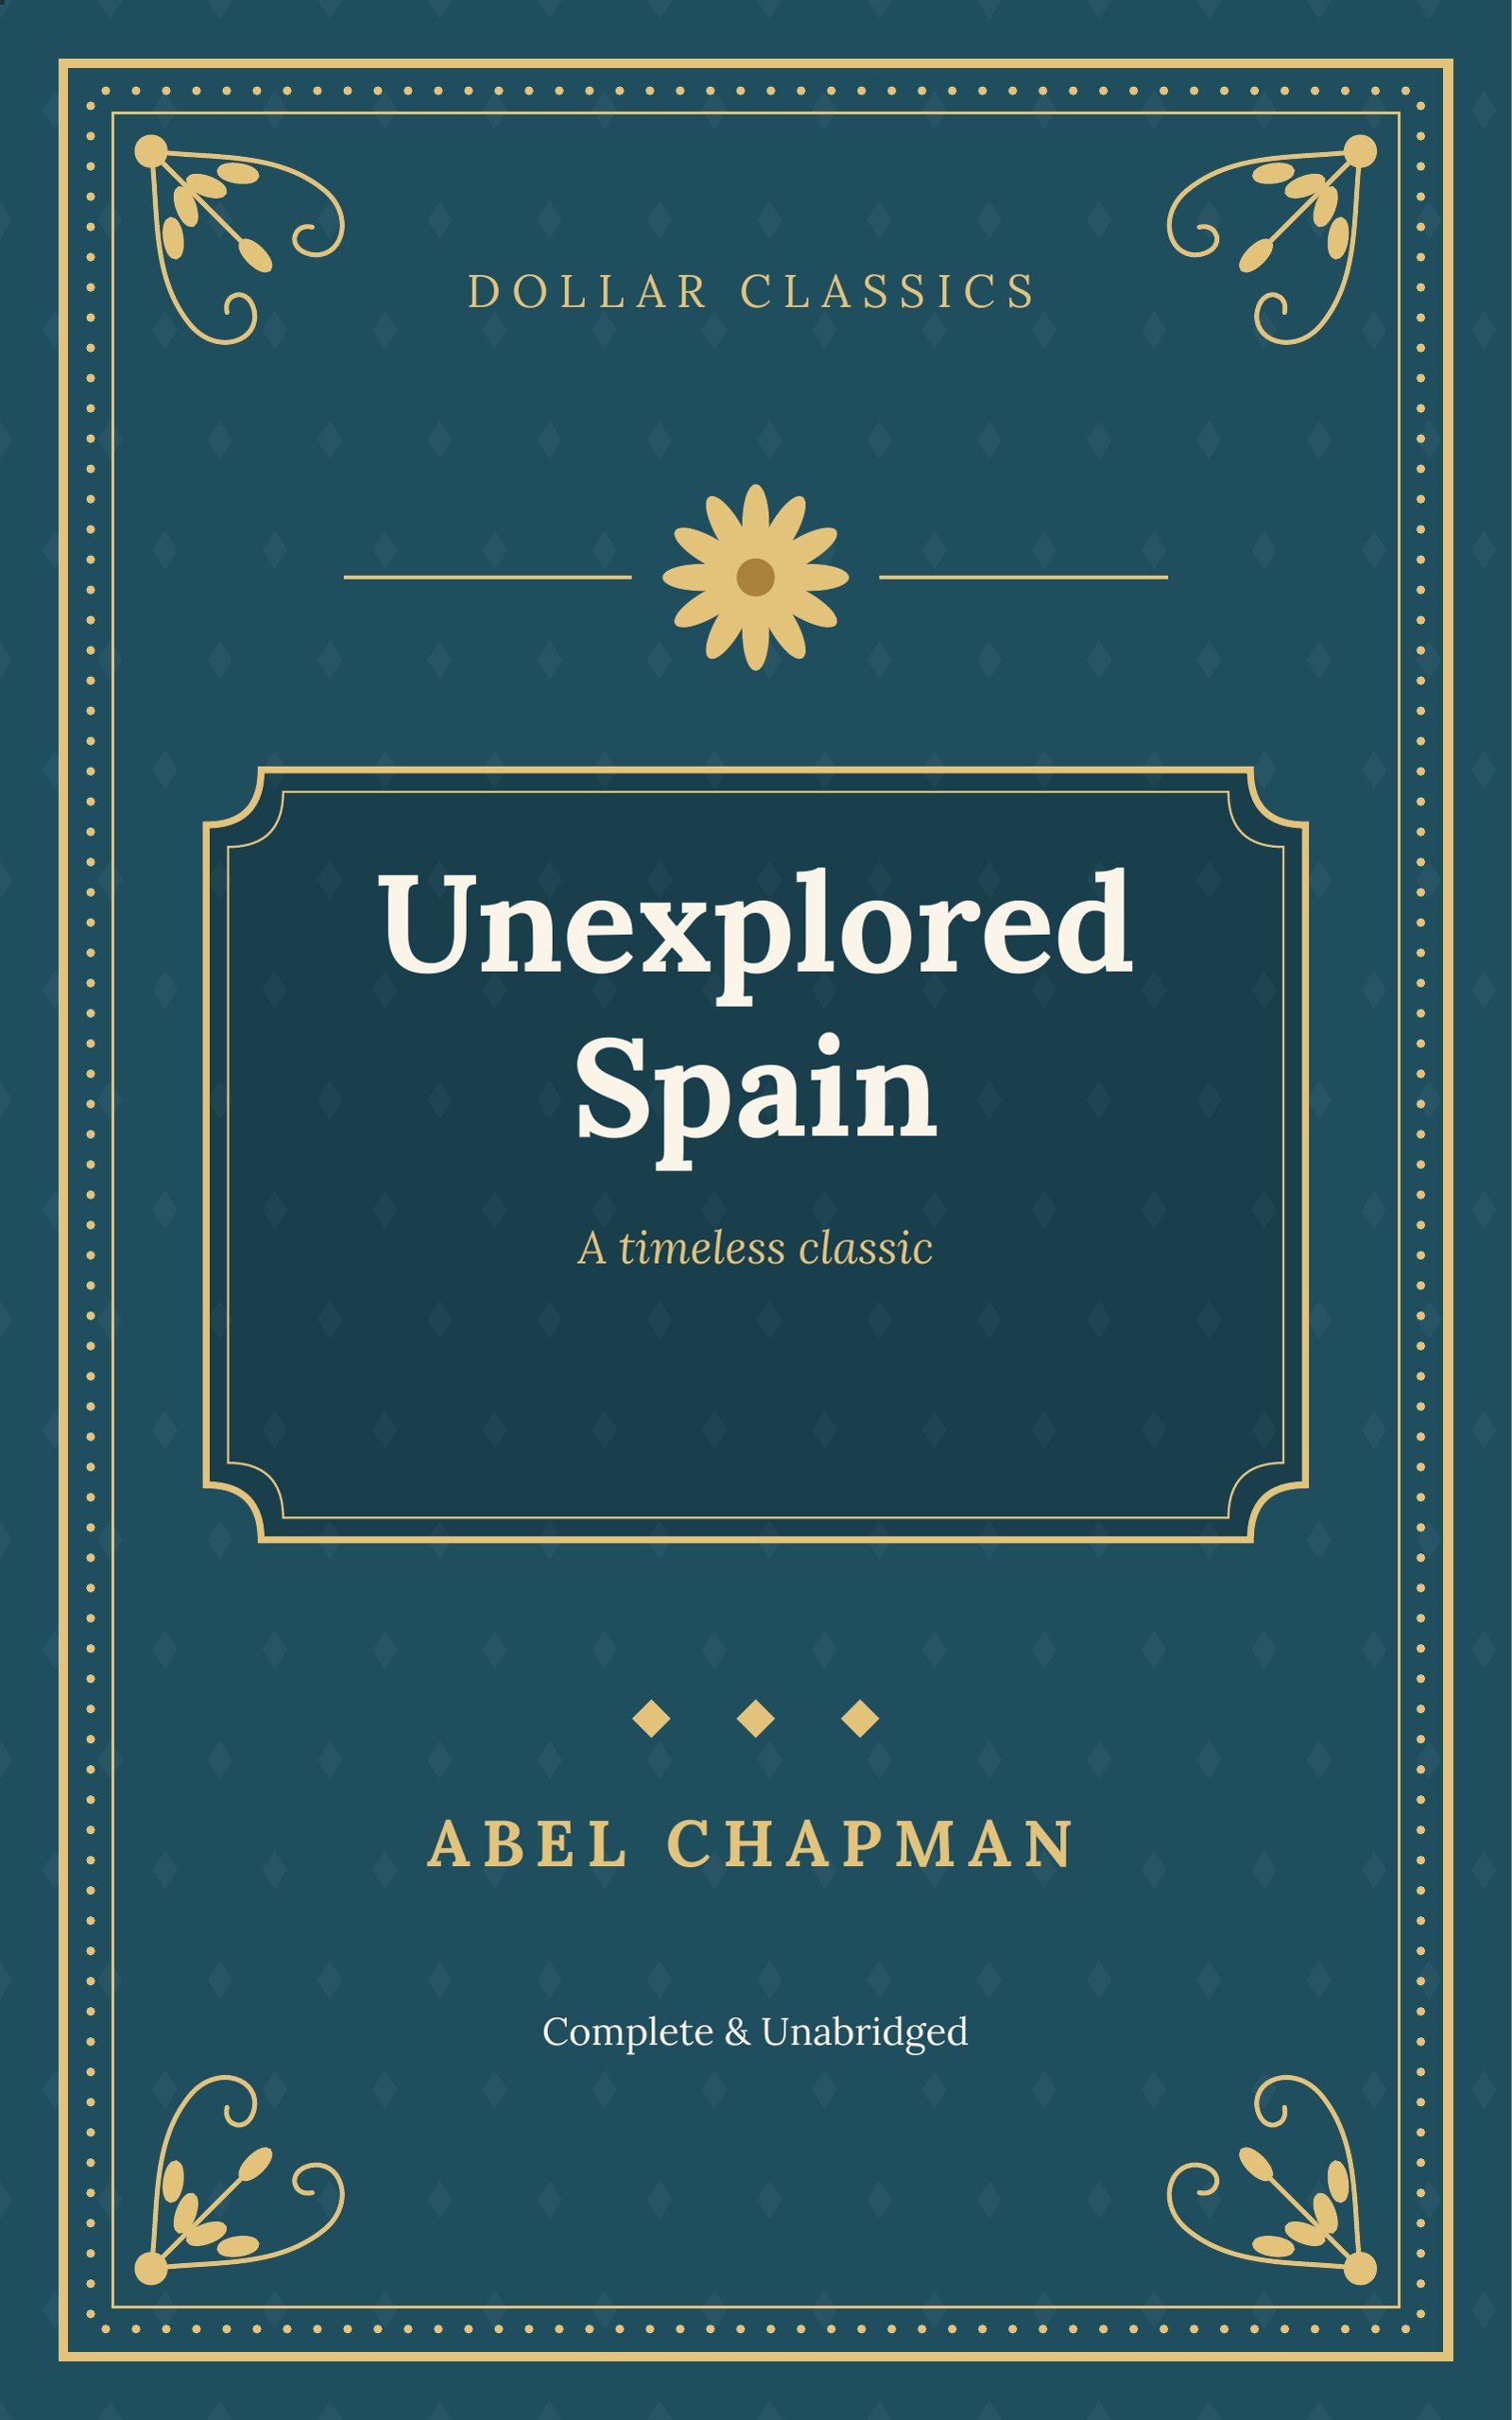 DOLLAR CLASSICS
Unexplored
Spain
A timeless classic
ABEL CHAPMAN
Complete & Unabridged